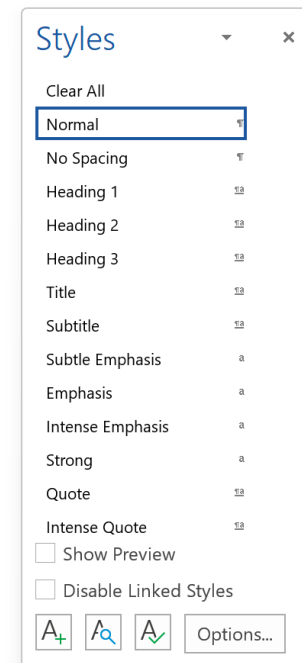 Styles
Clear All
Normal ¶
No Spacing ¶
Heading 1 ¶a
Heading 2 ¶a
Heading 3 ¶a
Title ¶a
Subtitle ¶a
Subtle Emphasis a
Emphasis a
Intense Emphasis a
Strong a
Quote ¶a
Intense Quote ¶a
Show Preview
Disable Linked Styles
Options...